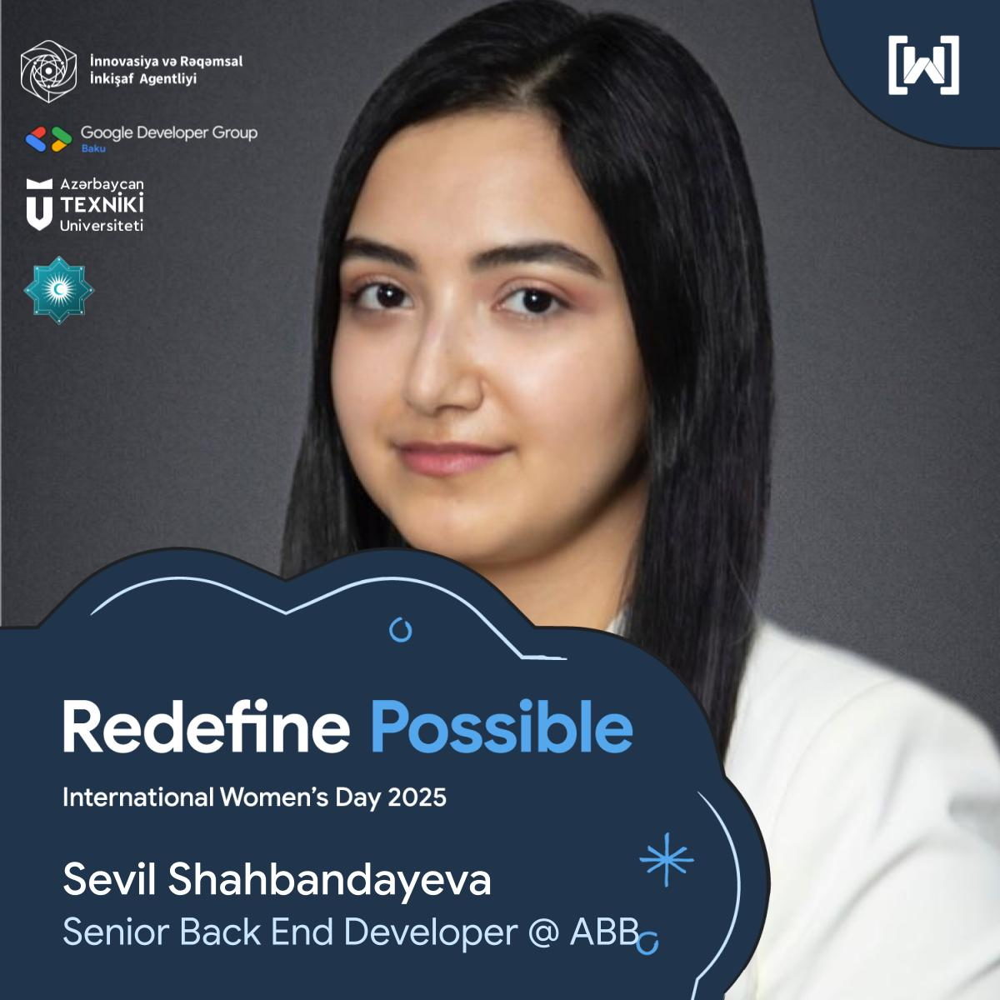 İnnovasiya və Rəqəmsal
İnkişaf Agentliyi
Google Developer Group
Baku
Azərbaycan
TEXNİKİ
Universiteti
[W]
Redefine Possible
International Women’s Day 2025
Sevil Shahbandayeva
Senior Back End Developer @ ABB